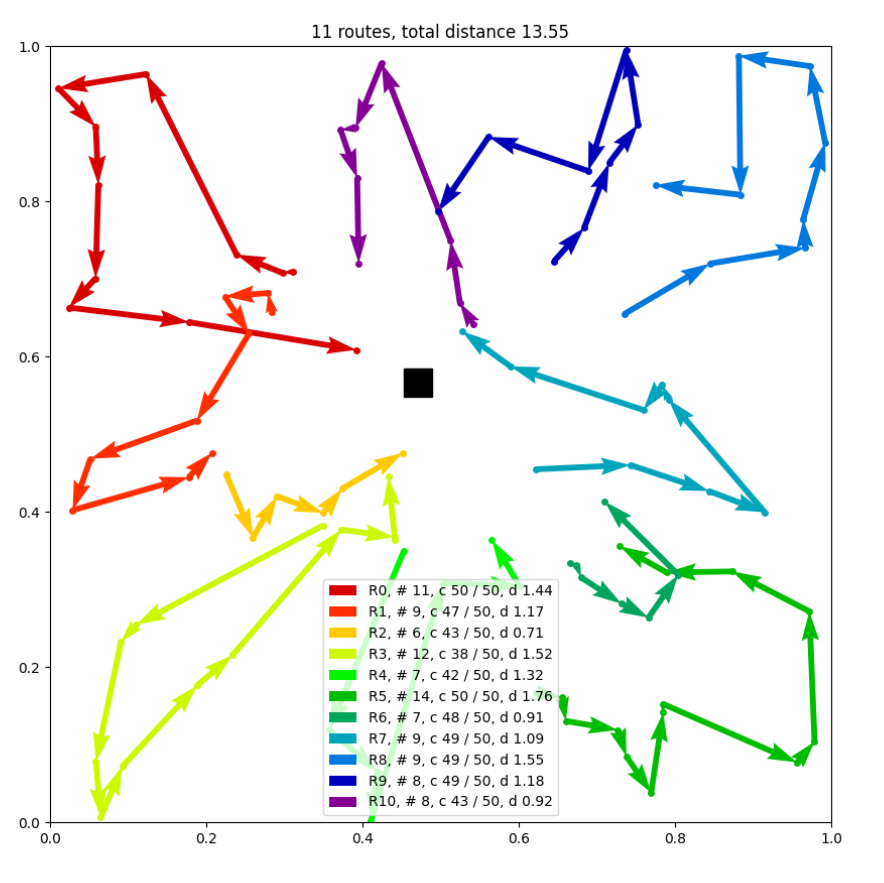 11 routes, total distance 13.55
1.0
0.8
0.6
0.4
0.2
0.0
R0, # 11, c 50 / 50, d 1.44
R1, # 9, c 47 / 50, d 1.17
R2, # 6, c 43 / 50, d 0.71
R3, # 12, c 38 / 50, d 1.52
R4, # 7, c 42 / 50, d 1.32
R5, # 14, c 50 / 50, d 1.76
R6, # 7, c 48 / 50, d 0.91
R7, # 9, c 49 / 50, d 1.09
R8, # 9, c 49 / 50, d 1.55
R9, # 8, c 49 / 50, d 1.18
R10, # 8, c 43 / 50, d 0.92
0.0 0.2 0.4 0.6 0.8 1.0